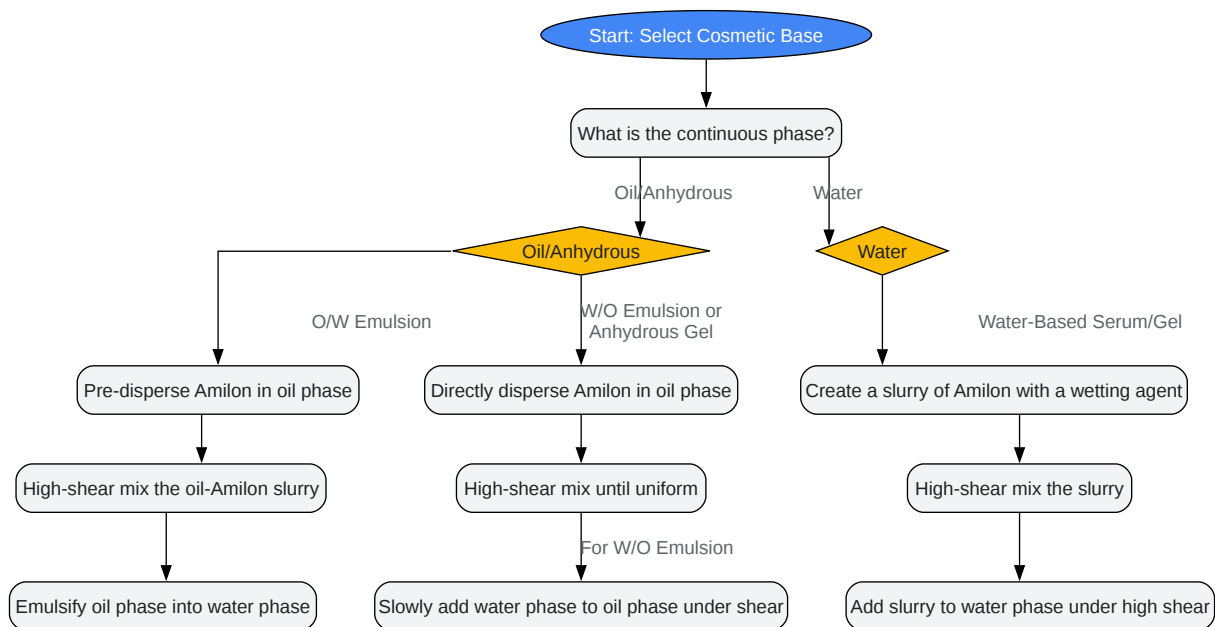 Start: Select Cosmetic Base
What is the continuous phase?
Oil/Anhydrous
Water
Oil/Anhydrous
Water
O/W Emulsion
W/O Emulsion or
Anhydrous Gel
Water-Based Serum/Gel
Pre-disperse Amilon in oil phase
Directly disperse Amilon in oil phase
Create a slurry of Amilon with a wetting agent
High-shear mix the oil-Amilon slurry
High-shear mix until uniform
High-shear mix the slurry
For W/O Emulsion
Emulsify oil phase into water phase
Slowly add water phase to oil phase under shear
Add slurry to water phase under high shear